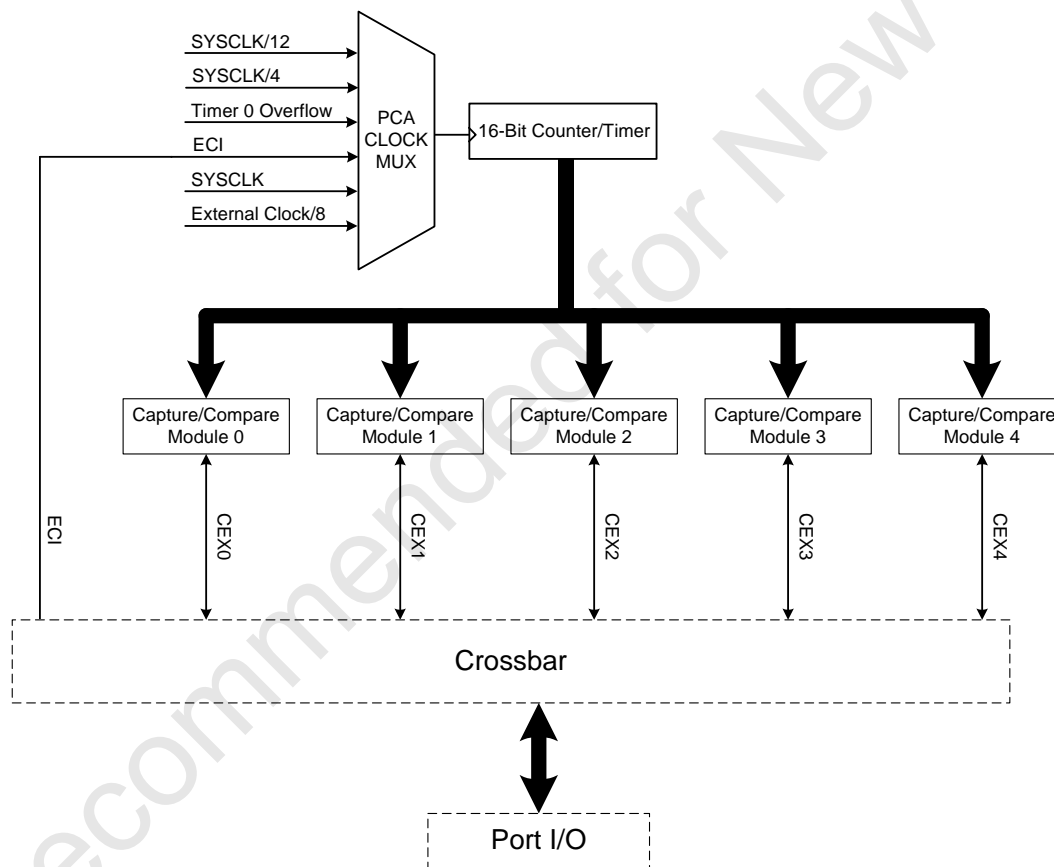 SYSCLK/12
SYSCLK/4
Timer 0 Overflow
ECI
SYSCLK
External Clock/8
PCA
CLOCK
MUX
16-Bit Counter/Timer
Capture/Compare
Module 0
Capture/Compare
Module 1
Capture/Compare
Module 2
Capture/Compare
Module 3
Capture/Compare
Module 4
ECI
CEX0
CEX1
CEX2
CEX3
CEX4
Crossbar
Port I/O
ecommended for New